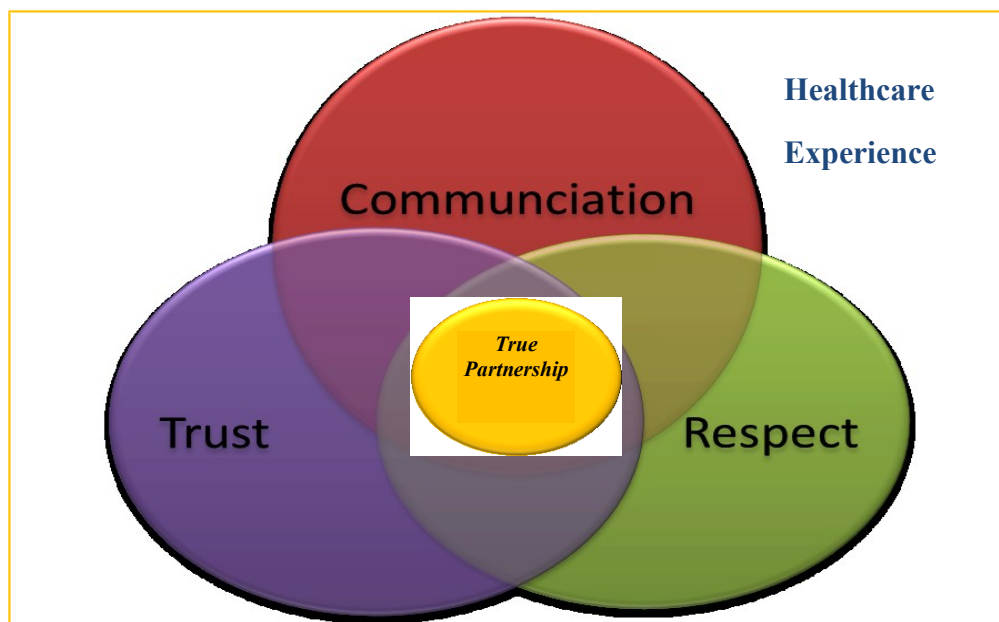 Healthcare
Experience
Communciation
True
Partnership
Trust
Respect